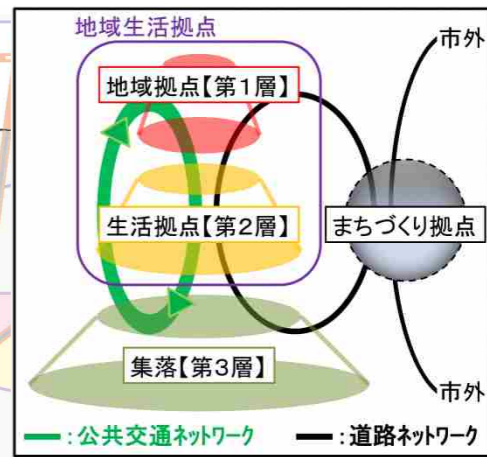 地域生活拠点
市外
地域拠点【第1層】
生活拠点【第2層】
まちづくり拠点
集落【第3層】
市外
━:公共交通ネットワーク ━:道路ネットワーク